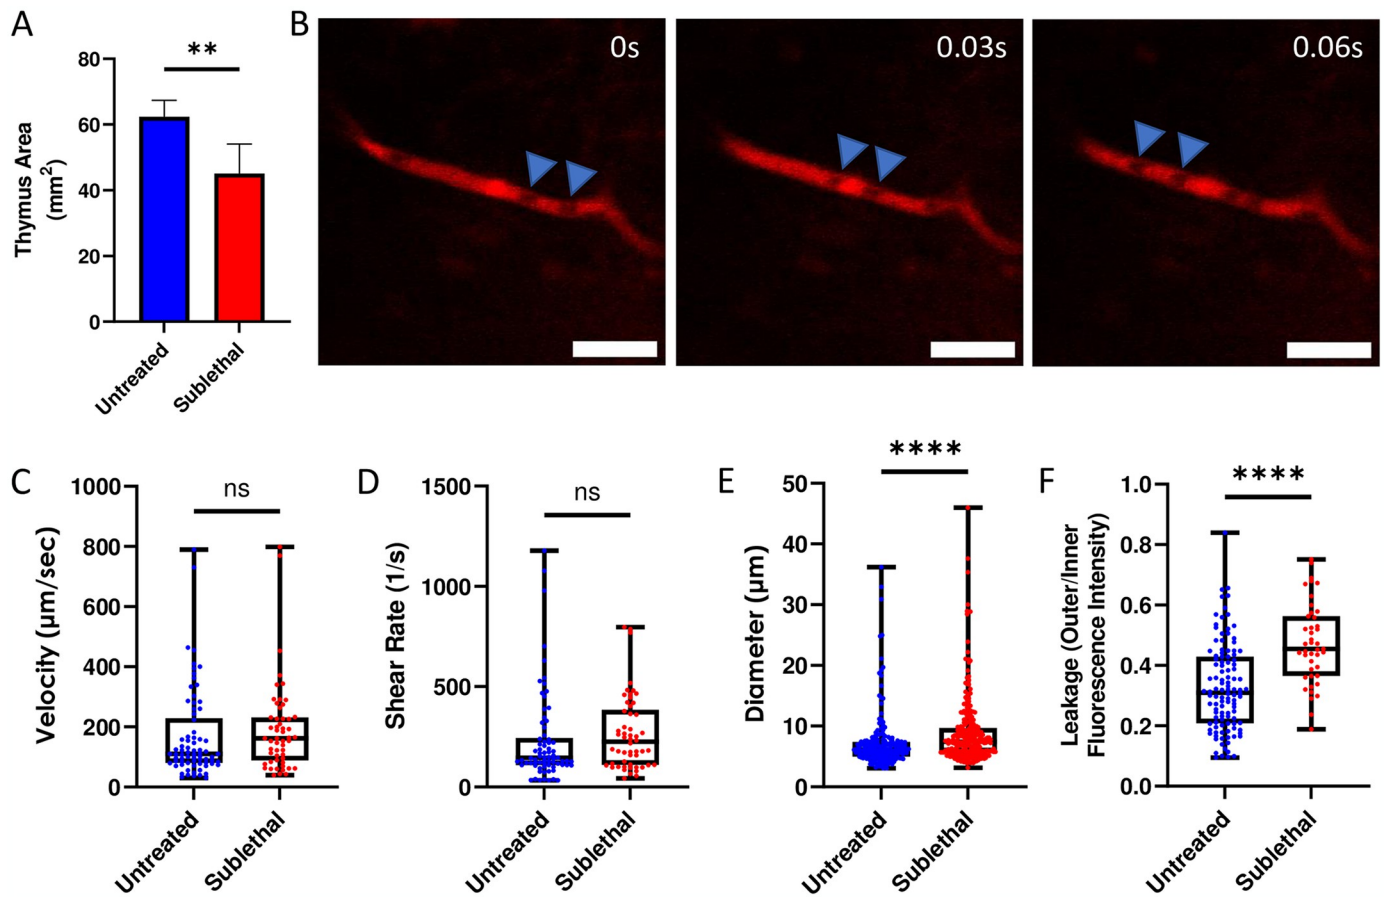 A
**
80
60
40
20
0
Thymus Area
(mm²)
Untreated
Sublethal
B
0s
0.03s
0.06s
C
ns
1000
800
600
400
200
0
Velocity (µm/sec)
Untreated
Sublethal
D
ns
1500
1000
500
0
Shear Rate (1/s)
Untreated
Sublethal
E
****
50
40
30
20
10
0
Diameter (µm)
Untreated
Sublethal
F
****
1.0
0.8
0.6
0.4
0.2
0.0
Leakage (Outer/Inner
Fluorescence Intensity)
Untreated
Sublethal